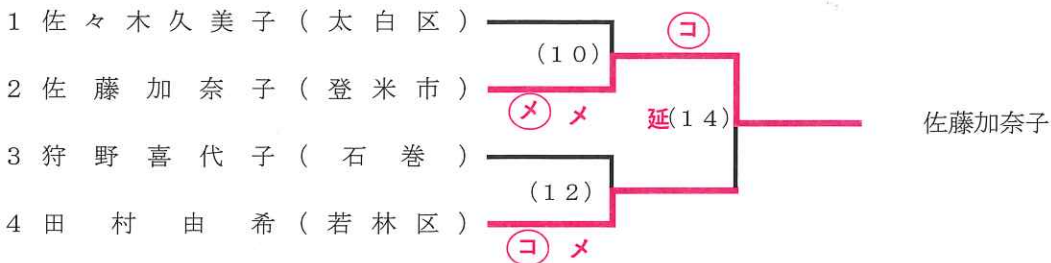 1 佐々木久美子(太白区)
コ
(10)
2 佐藤加奈子(登米市)
メ メ
延(14)
佐藤加奈子
3 狩野喜代子(石巻)
(12)
4 田村由希(若林区)
コ メ